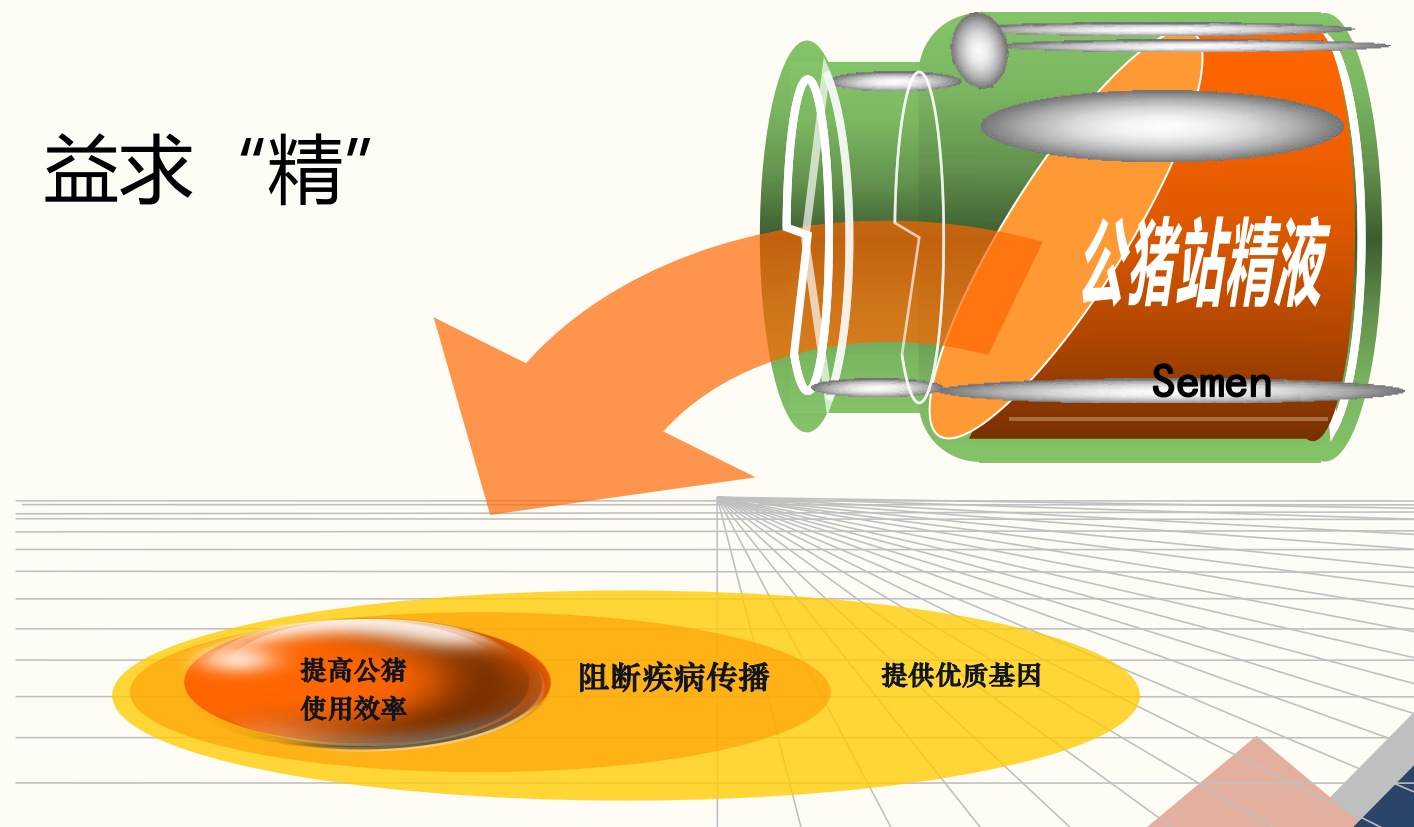 益求“精”
公猪站精液
Semen
提高公猪
使用效率
阻断疾病传播
提供优质基因